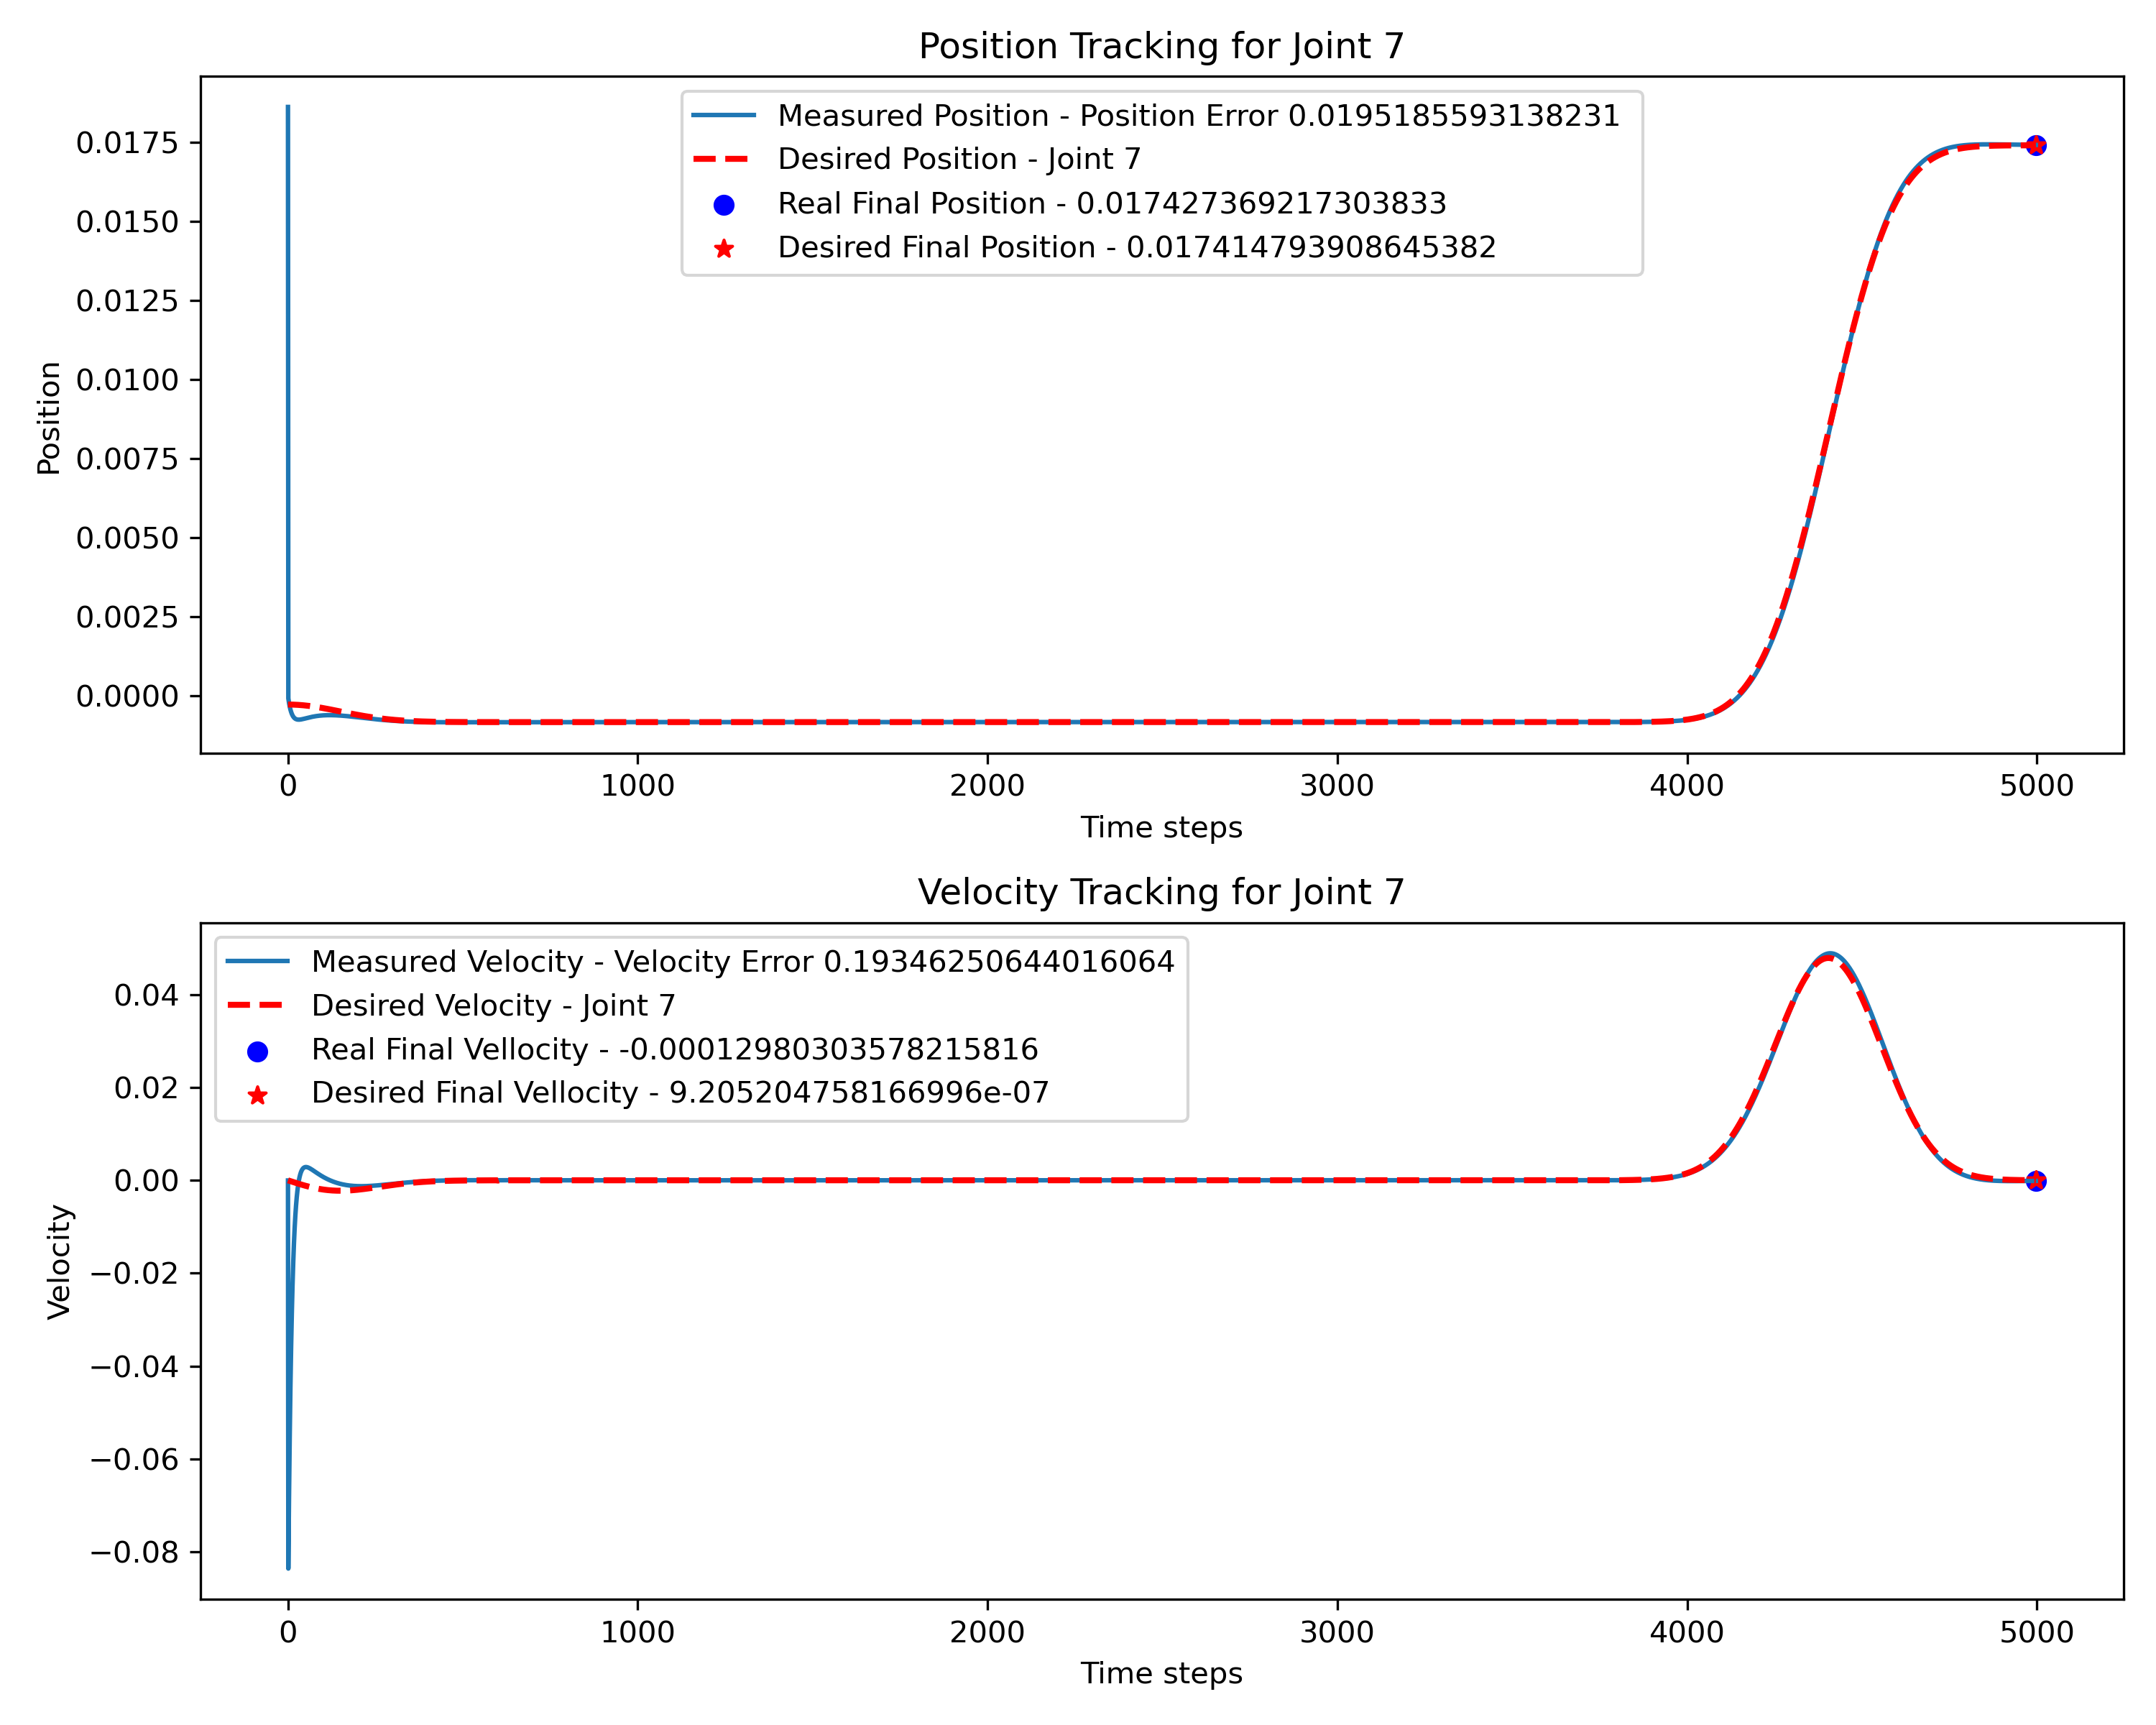 Position Tracking for Joint 7
Measured Position - Position Error 0.0195185593138231
Desired Position - Joint 7
Real Final Position - 0.017427369217303833
Desired Final Position - 0.017414793908645382
Position
0.0175
0.0150
0.0125
0.0100
0.0075
0.0050
0.0025
0.0000
0 1000 2000 3000 4000 5000
Time steps
Velocity Tracking for Joint 7
Measured Velocity - Velocity Error 0.19346250644016064
Desired Velocity - Joint 7
Real Final Vellocity - -0.00012980303578215816
Desired Final Vellocity - 9.205204758166996e-07
Velocity
0.04
0.02
0.00
−0.02
−0.04
−0.06
−0.08
0 1000 2000 3000 4000 5000
Time steps